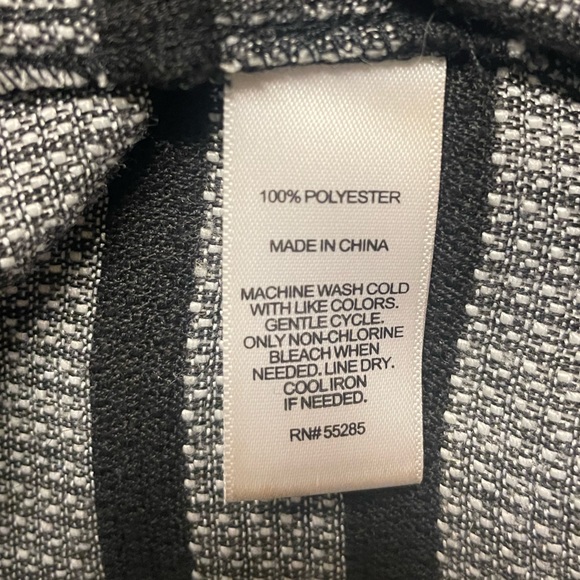 100% POLYESTER
MADE IN CHINA
MACHINE WASH COLD
WITH LIKE COLORS.
GENTLE CYCLE.
ONLY NON-CHLORINE
BLEACH WHEN
NEEDED. LINE DRY.
COOL IRON
IF NEEDED.
RN# 55285